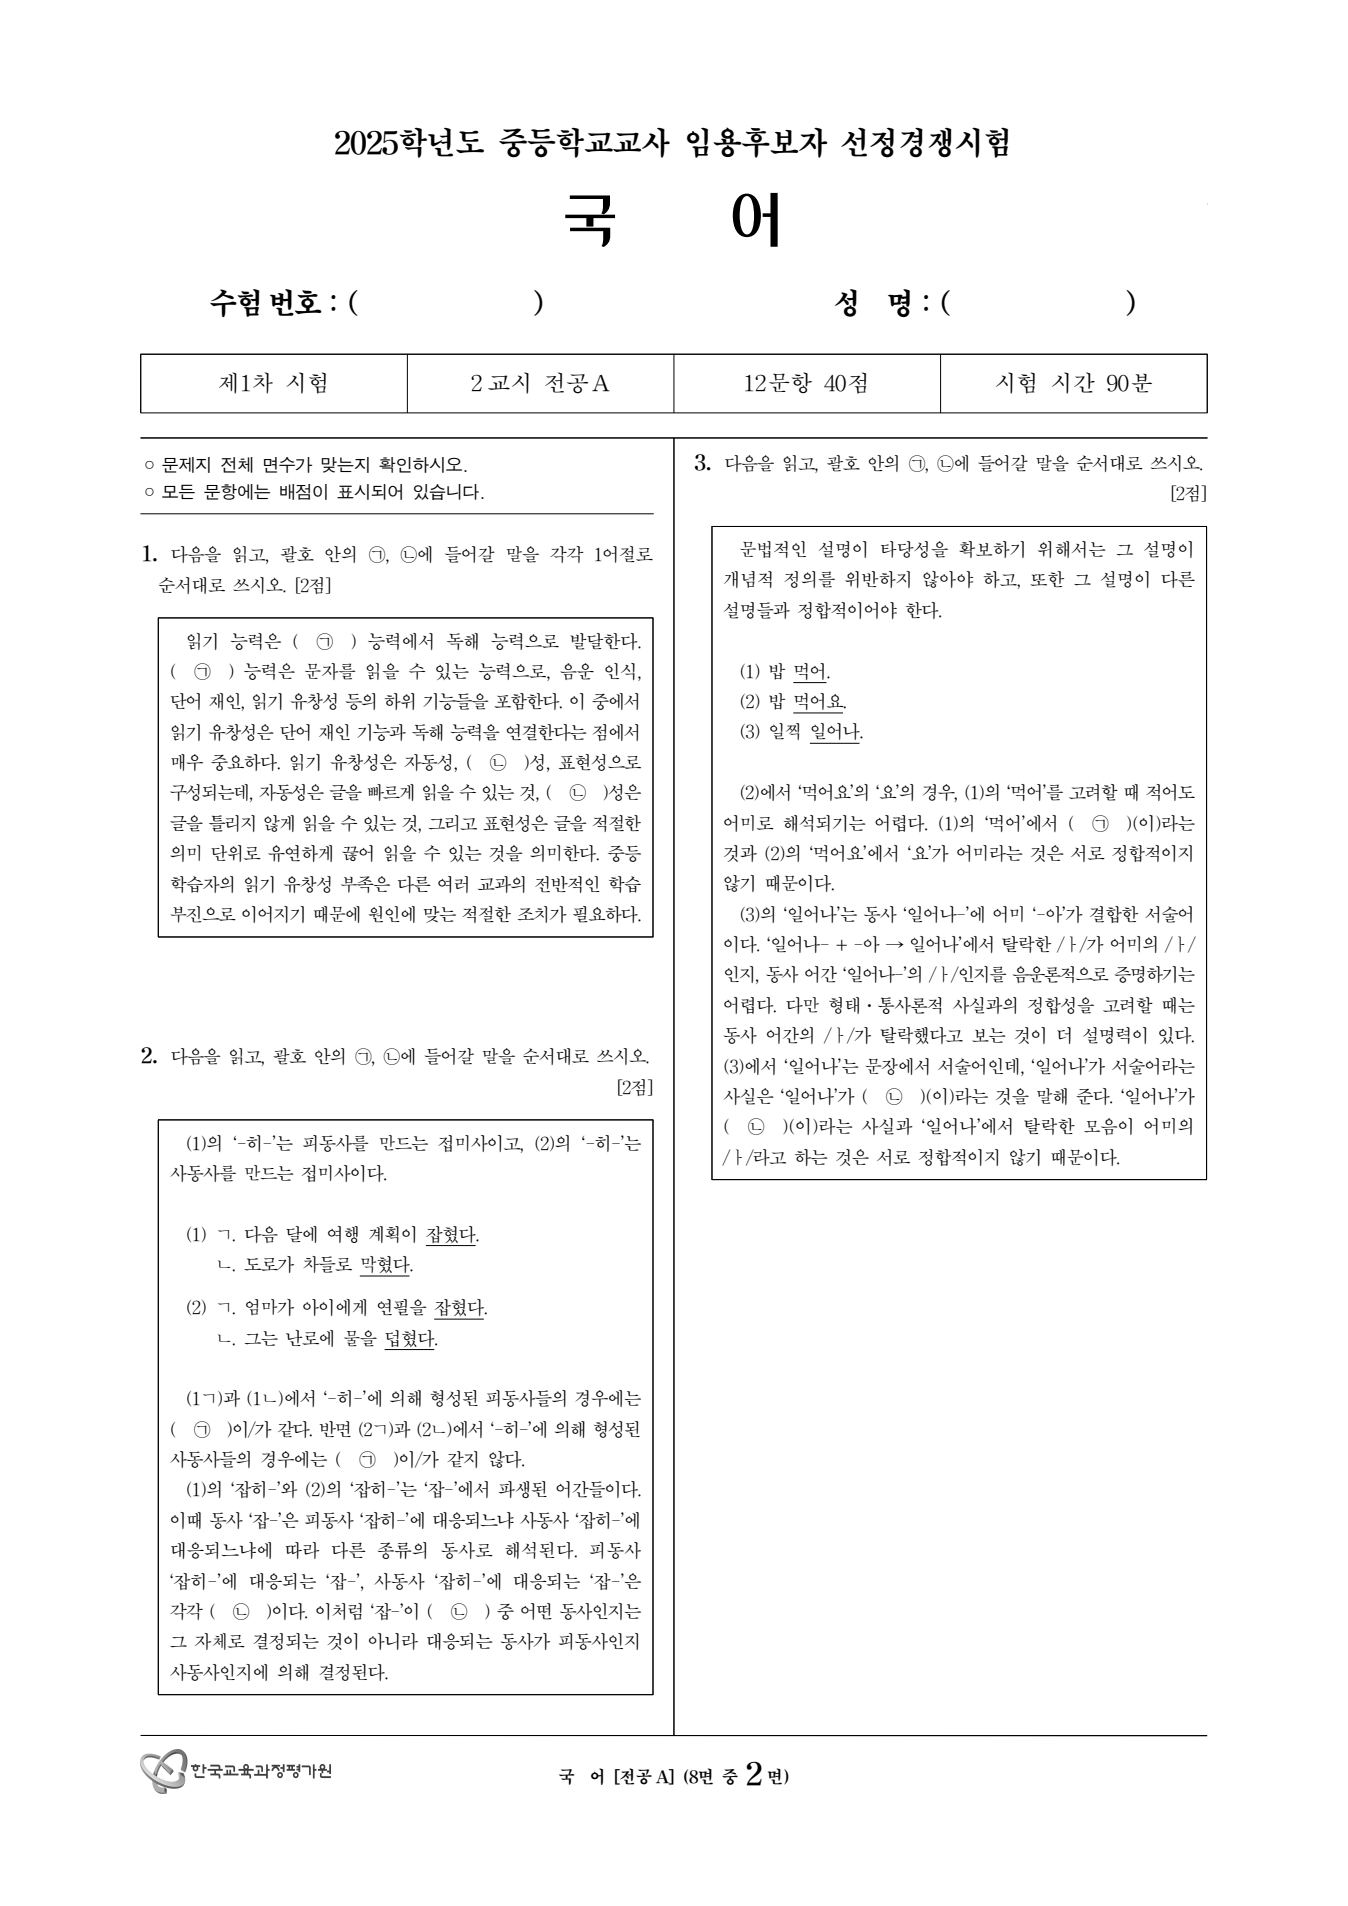 2025학년도 중등학교교사 임용후보자 선정경쟁시험
국 어
수험 번호 : ( ) 성 명 : ( )
제1차 시험 2교시 전공A 12문항 40점 시험 시간 90분
○ 문제지 전체 면수가 맞는지 확인하시오.
○ 모든 문항에는 배점이 표시되어 있습니다.
1. 다음을 읽고, 괄호 안의 ㉠, ㉡에 들어갈 말을 각각 1어절로
순서대로 쓰시오. [2점]
읽기 능력은 ( ㉠ ) 능력에서 독해 능력으로 발달한다.
( ㉠ ) 능력은 문자를 읽을 수 있는 능력으로, 음운 인식,
단어 재인, 읽기 유창성 등의 하위 기능들을 포함한다. 이 중에서
읽기 유창성은 단어 재인 기능과 독해 능력을 연결한다는 점에서
매우 중요하다. 읽기 유창성은 자동성, ( ㉡ )성, 표현성으로
구성되는데, 자동성은 글을 빠르게 읽을 수 있는 것, ( ㉡ )성은
글을 틀리지 않게 읽을 수 있는 것, 그리고 표현성은 글을 적절한
의미 단위로 유연하게 끊어 읽을 수 있는 것을 의미한다. 중등
학습자의 읽기 유창성 부족은 다른 여러 교과의 전반적인 학습
부진으로 이어지기 때문에 원인에 맞는 적절한 조치가 필요하다.
2. 다음을 읽고, 괄호 안의 ㉠, ㉡에 들어갈 말을 순서대로 쓰시오.
[2점]
(1)의 ‘-히-’는 피동사를 만드는 접미사이고, (2)의 ‘-히-’는
사동사를 만드는 접미사이다.
(1) ㄱ. 다음 달에 여행 계획이 잡혔다.
ㄴ. 도로가 차들로 막혔다.
(2) ㄱ. 엄마가 아이에게 연필을 잡혔다.
ㄴ. 그는 난로에 물을 덥혔다.
(1ㄱ)과 (1ㄴ)에서 ‘-히-’에 의해 형성된 피동사들의 경우에는
( ㉠ )이/가 같다. 반면 (2ㄱ)과 (2ㄴ)에서 ‘-히-’에 의해 형성된
사동사들의 경우에는 ( ㉠ )이/가 같지 않다.
(1)의 ‘잡히-’와 (2)의 ‘잡히-’는 ‘잡-’에서 파생된 어간들이다.
이때 동사 ‘잡-’은 피동사 ‘잡히-’에 대응되느냐 사동사 ‘잡히-’에
대응되느냐에 따라 다른 종류의 동사로 해석된다. 피동사
‘잡히-’에 대응되는 ‘잡-’, 사동사 ‘잡히-’에 대응되는 ‘잡-’은
각각 ( ㉡ )이다. 이처럼 ‘잡-’이 ( ㉡ ) 중 어떤 동사인지는
그 자체로 결정되는 것이 아니라 대응되는 동사가 피동사인지
사동사인지에 의해 결정된다.
3. 다음을 읽고, 괄호 안의 ㉠, ㉡에 들어갈 말을 순서대로 쓰시오.
[2점]
문법적인 설명이 타당성을 확보하기 위해서는 그 설명이
개념적 정의를 위반하지 않아야 하고, 또한 그 설명이 다른
설명들과 정합적이어야 한다.
(1) 밥 먹어.
(2) 밥 먹어요.
(3) 일찍 일어나.
(2)에서 ‘먹어요’의 ‘요’의 경우, (1)의 ‘먹어’를 고려할 때 적어도
어미로 해석되기는 어렵다. (1)의 ‘먹어’에서 ( ㉠ )(이)라는
것과 (2)의 ‘먹어요’에서 ‘요’가 어미라는 것은 서로 정합적이지
않기 때문이다.
(3)의 ‘일어나’는 동사 ‘일어나-’에 어미 ‘-아’가 결합한 서술어
이다. ‘일어나- + -아 → 일어나’에서 탈락한 /ㅏ/가 어미의 /ㅏ/
인지, 동사 어간 ‘일어나-’의 /ㅏ/인지를 음운론적으로 증명하기는
어렵다. 다만 형태・통사론적 사실과의 정합성을 고려할 때는
동사 어간의 /ㅏ/가 탈락했다고 보는 것이 더 설명력이 있다.
(3)에서 ‘일어나’는 문장에서 서술어인데, ‘일어나’가 서술어라는
사실은 ‘일어나’가 ( ㉡ )(이)라는 것을 말해 준다. ‘일어나’가
( ㉡ )(이)라는 사실과 ‘일어나’에서 탈락한 모음이 어미의
/ㅏ/라고 하는 것은 서로 정합적이지 않기 때문이다.
한국교육과정평가원
국 어 [전공 A] (8면 중 2 면)